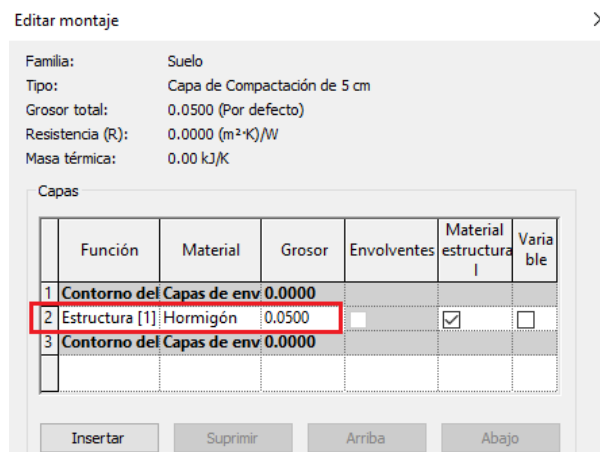 Editar montaje
Familia: Suelo
Tipo: Capa de Compactación de 5 cm
Grosor total: 0.0500 (Por defecto)
Resistencia (R): 0.0000 (m²·K)/W
Masa térmica: 0.00 kJ/K
Capas
Función Material Grosor Envolventes Material estructura l Varia ble
1 Contorno del Capas de env 0.0000
2 Estructura [1] Hormigón 0.0500
3 Contorno del Capas de env 0.0000
Insertar Suprimir Arriba Abajo